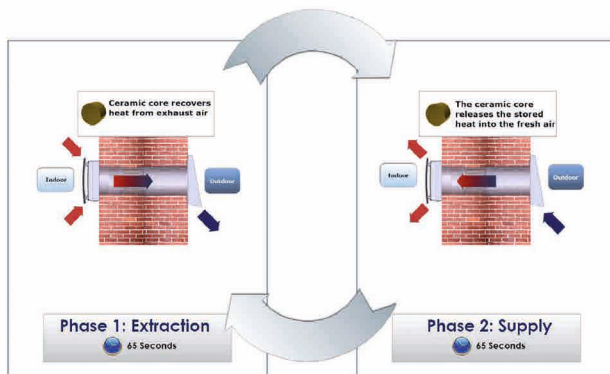 Ceramic core recovers
heat from exhaust air
Indoor
Outdoor
Phase 1: Extraction
65 Seconds
The ceramic core
releases the stored
heat into the fresh air
Indoor
Outdoor
Phase 2: Supply
65 Seconds